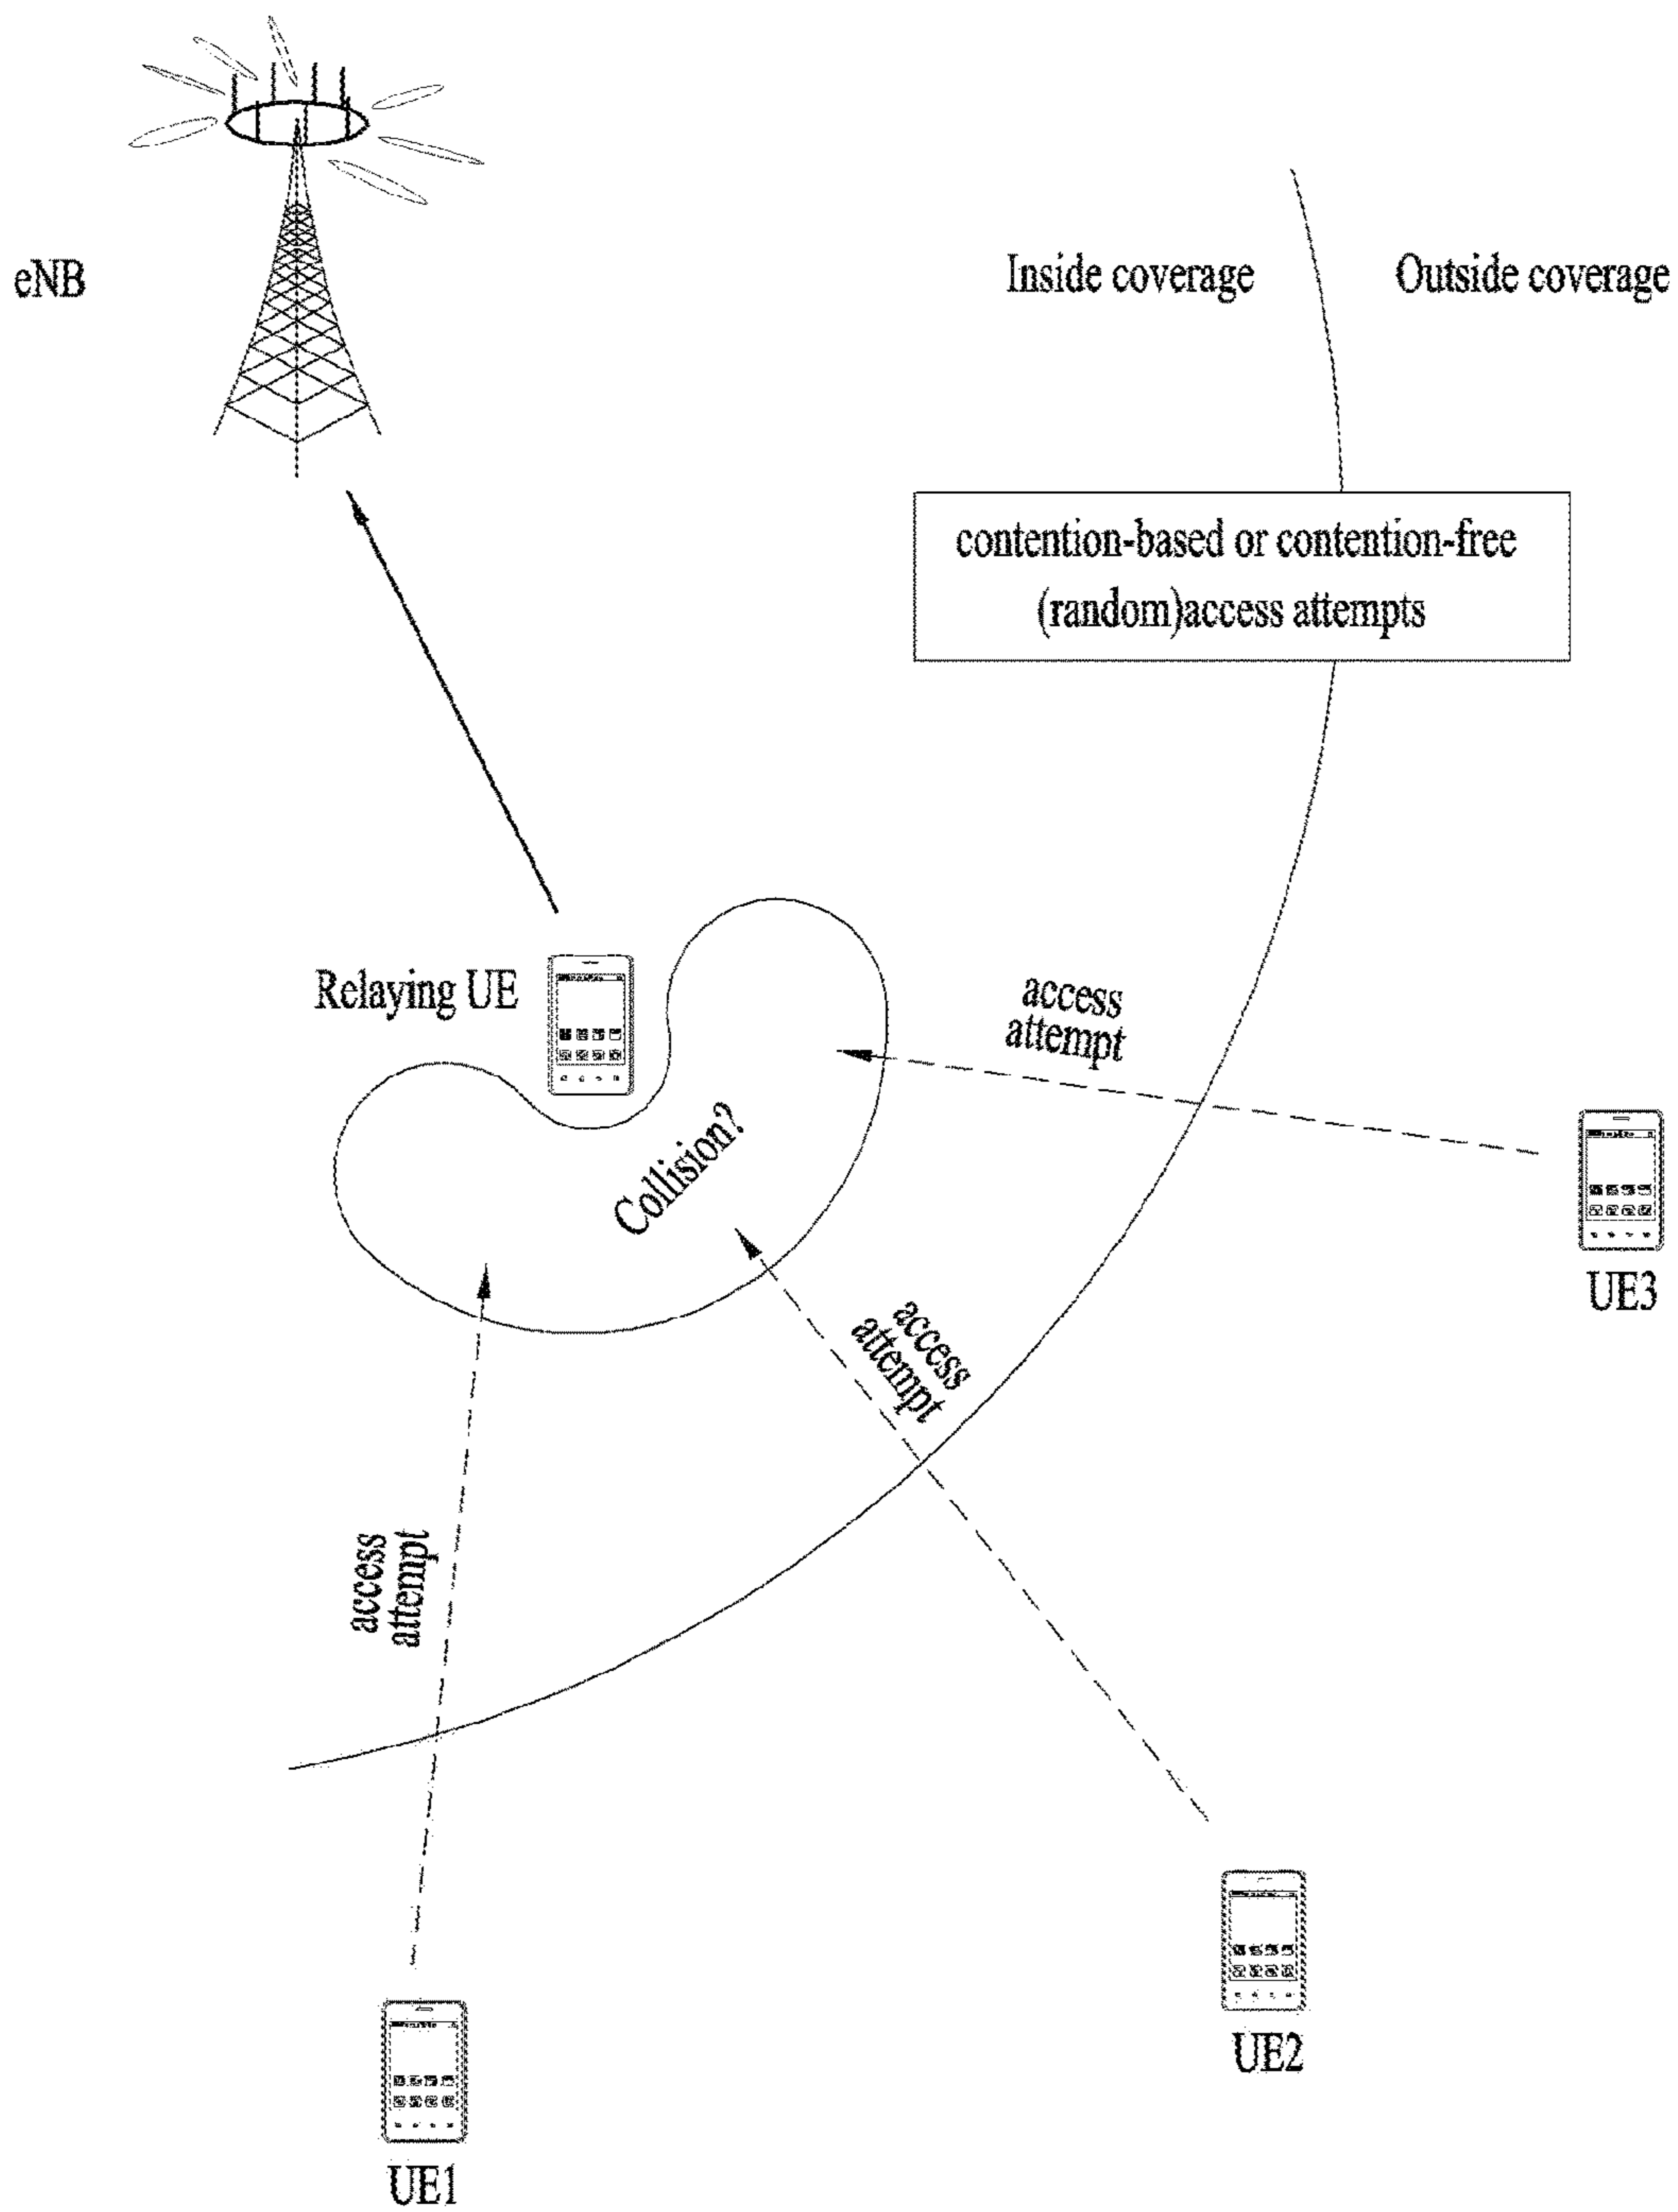 eNB
Inside coverage
Outside coverage
contention-based or contention-free
(random)access attempts
Relaying UE
access
attempt
Collision?
UE3
access
attempt
access
attempt
UE2
UE1